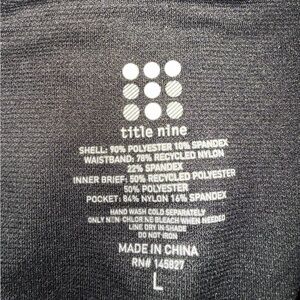 title nine
SHELL: 90% POLYESTER 10% SPANDEX
WAISTBAND: 78% RECYCLED NYLON
22% SPANDEX
INNER BRIEF: 50% RECYCLED POLYESTER
50% POLYESTER
POCKET: 84% NYLON 16% SPANDEX
HAND WASH COLD SEPARATELY
ONLY NON-CHLORINE BLEACH WHEN NEEDED
LINE DRY IN SHADE
DO NOT IRON
MADE IN CHINA
RN# 145827
L